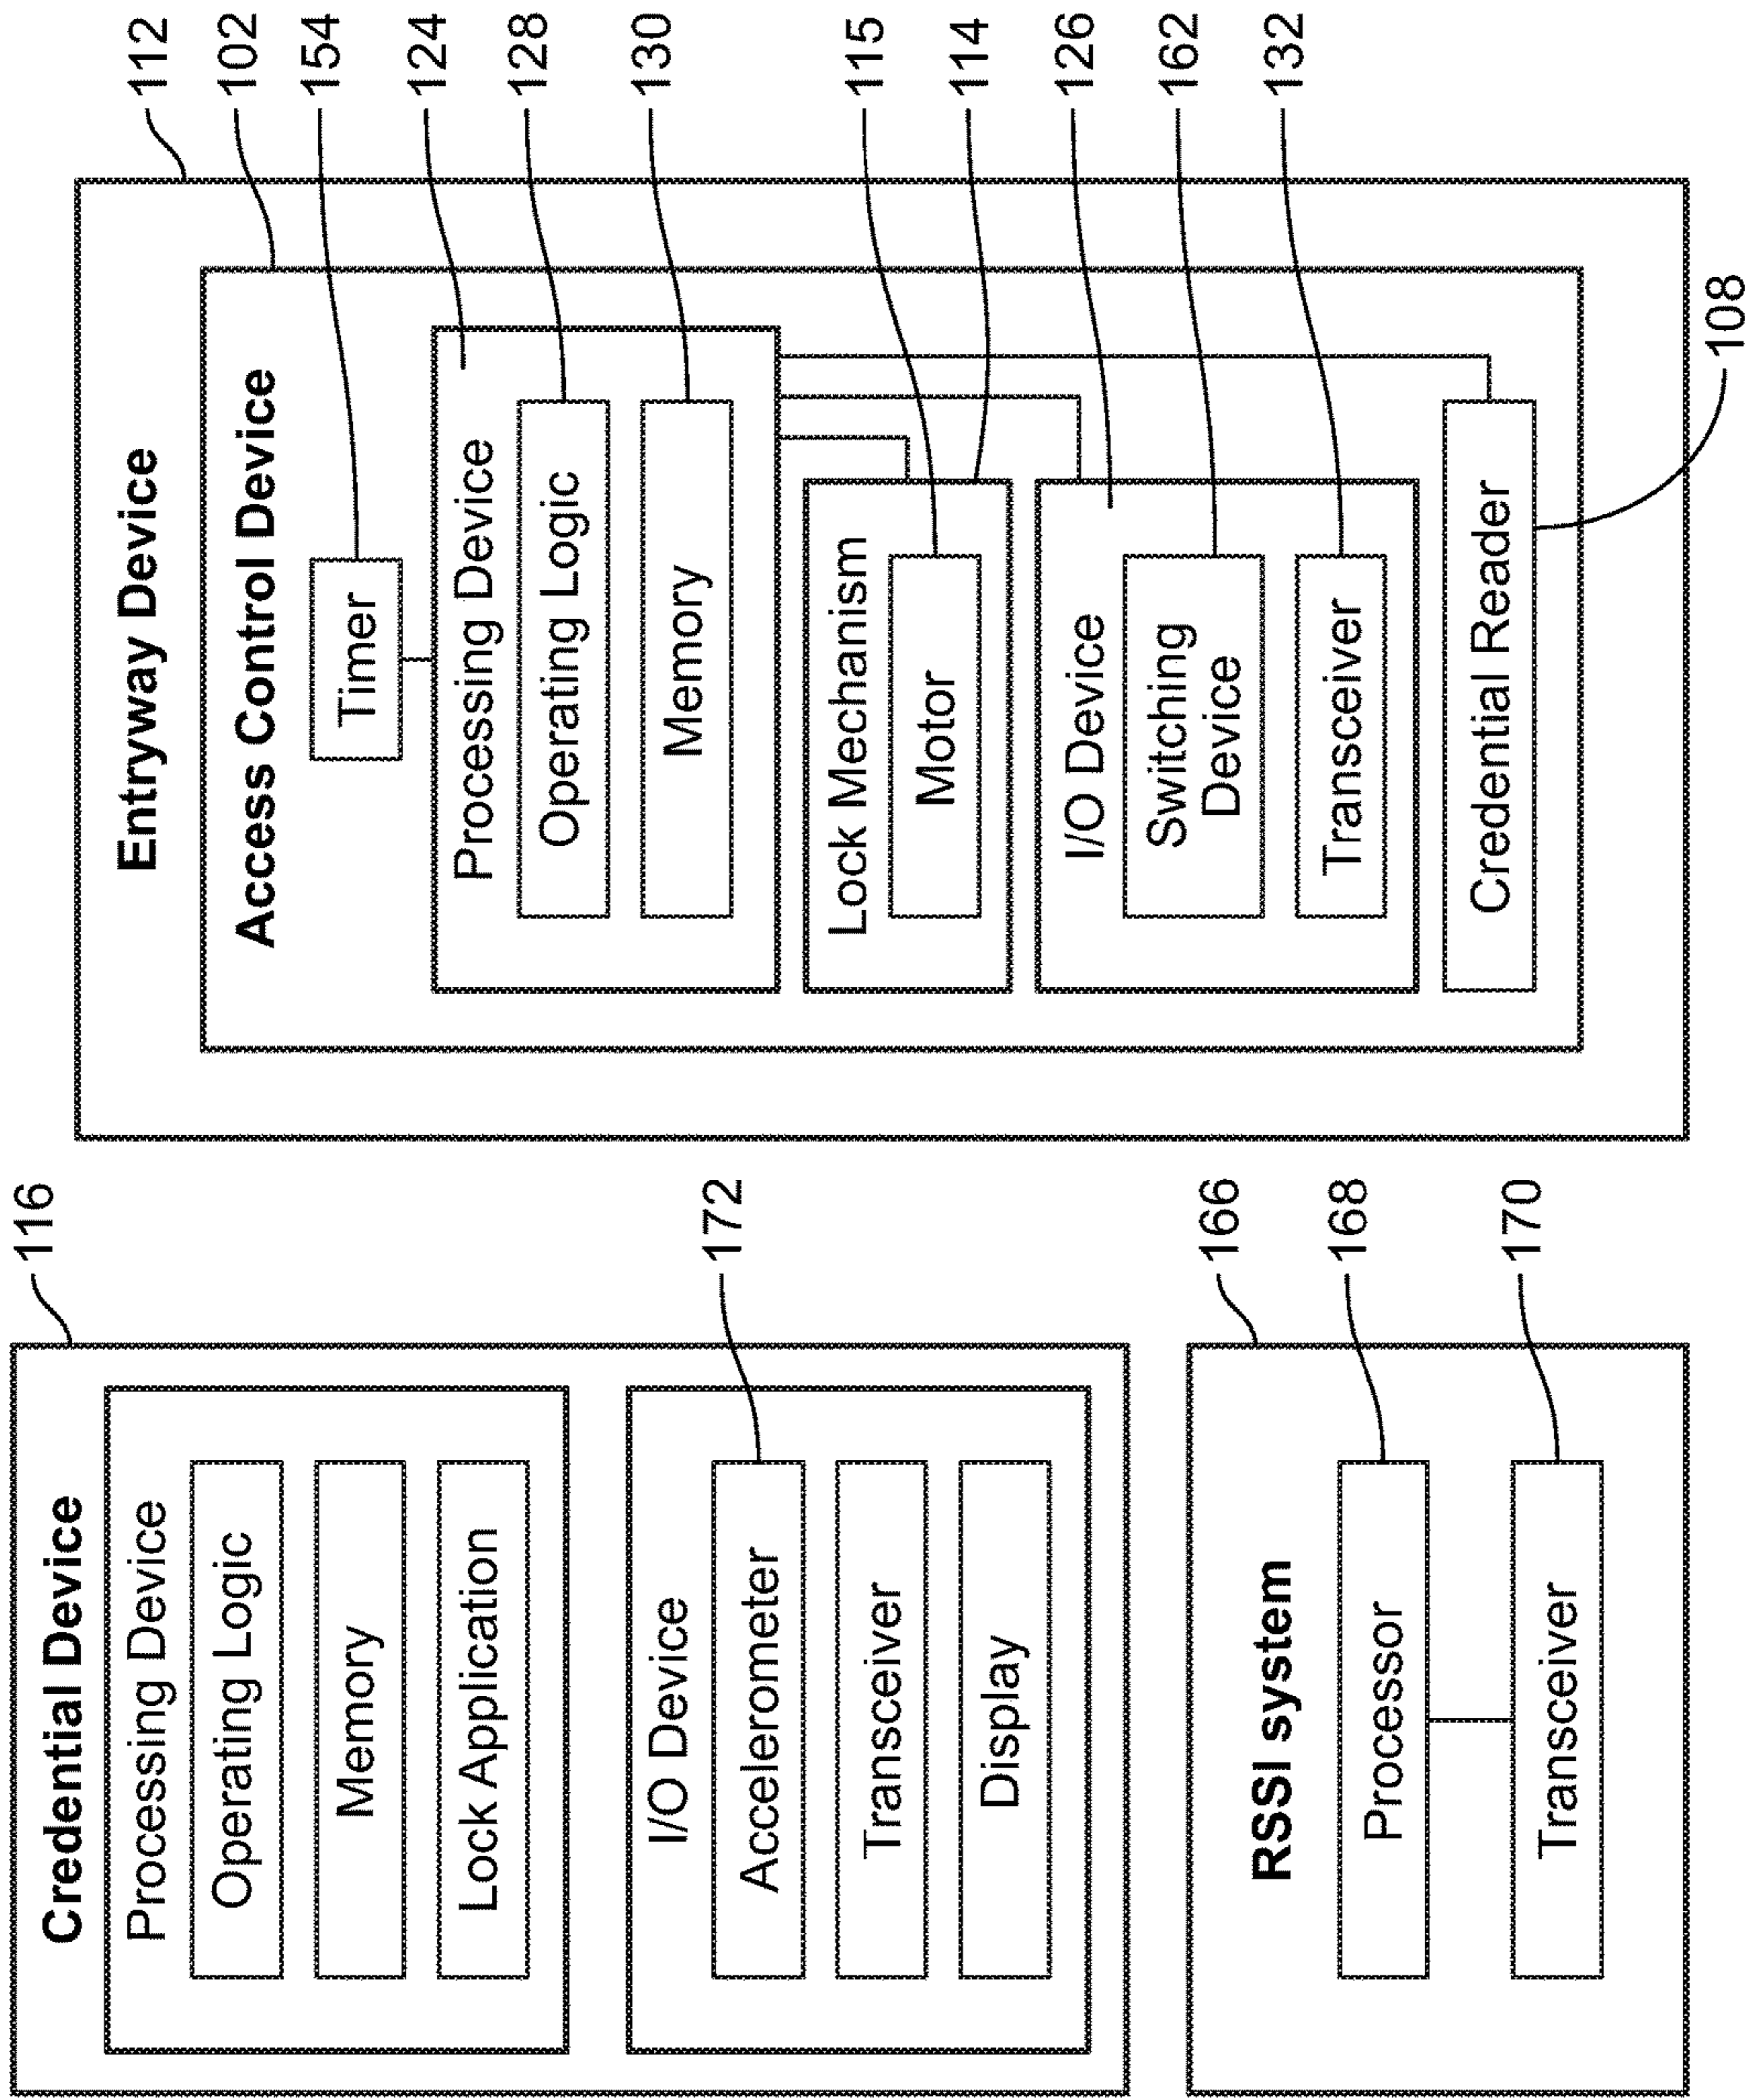 Credential Device
116
Processing Device
Operating Logic
Memory
Lock Application
I/O Device
Accelerometer
172
Transceiver
Display
RSSI system
166
Processor
168
Transceiver
170
Entryway Device
112
Access Control Device
102
Timer
154
Processing Device
124
Operating Logic
128
Memory
130
Lock Mechanism
Motor
115
114
I/O Device
126
Switching
Device
162
Transceiver
132
Credential Reader
108